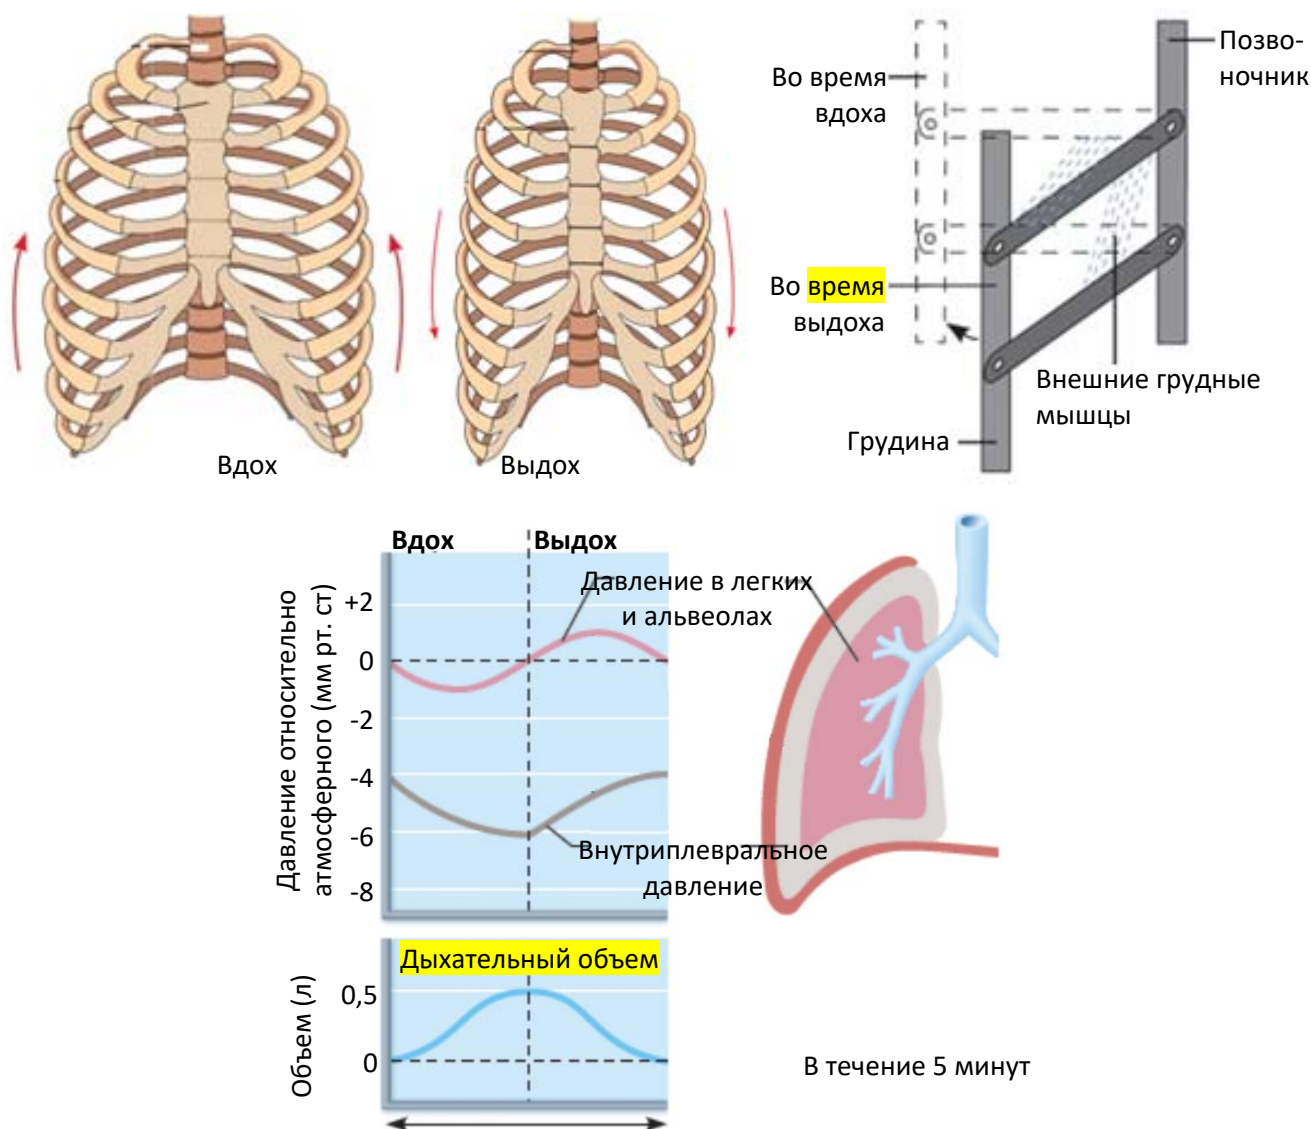 Вдох
Выдох
Во время
вдоха
Позво-
ночник
Во время
выдоха
Внешние грудные
мышцы
Грудина
Вдох
Выдох
Давление относительно
атмосферного (мм рт. ст)
+2
0
-2
-4
-6
-8
Давление в легких
и альвеолах
Внутриплевральное
давление
Объем (л)
Дыхательный объем
0,5
0
В течение 5 минут